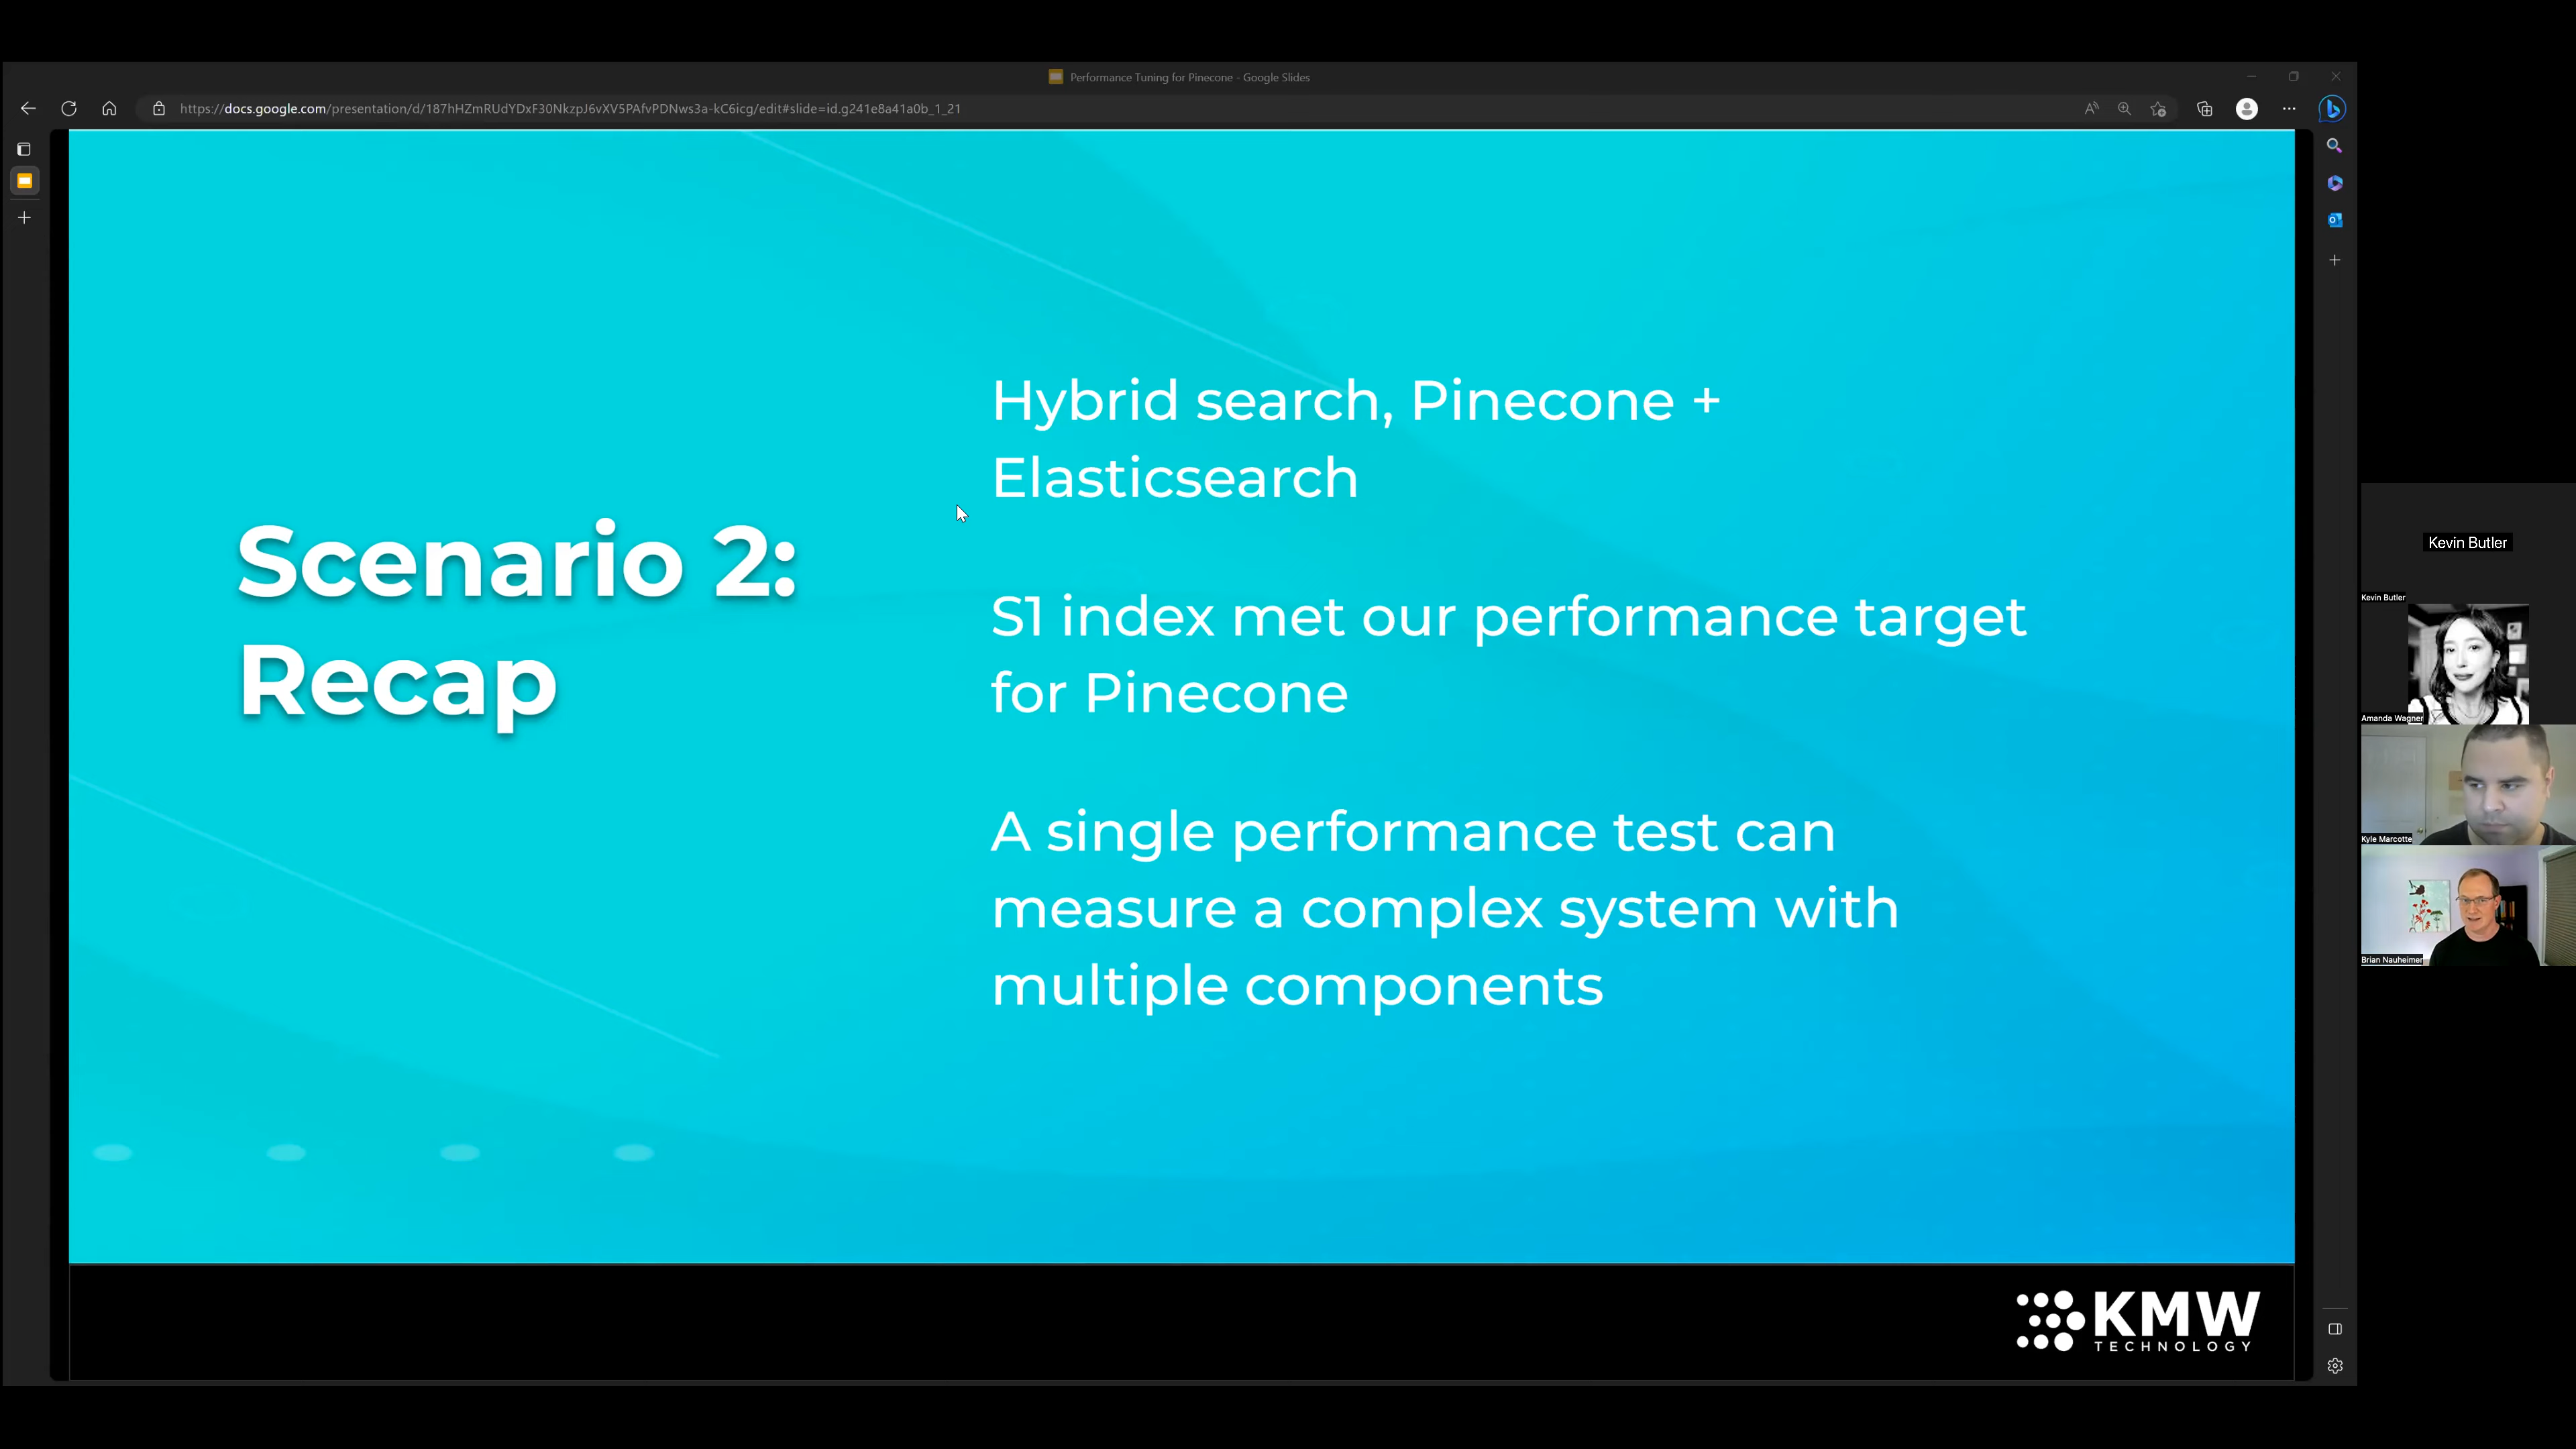 Performance Tuning for Pinecone - Google Slides
https://docs.google.com/presentation/d/187hHZmRUdYDxF30NkzpJ6vXV5PAfvPDNws3a-kC6icg/edit#slide=id.g241e8a41a0b_1_21
Scenario 2:
Recap
Hybrid search, Pinecone +
Elasticsearch
S1 index met our performance target
for Pinecone
A single performance test can
measure a complex system with
multiple components
KMW
TECHNOLOGY
Kevin Butler
Kevin Butler
Amanda Wagner
Kyle Marcotte
Brian Nauheimer